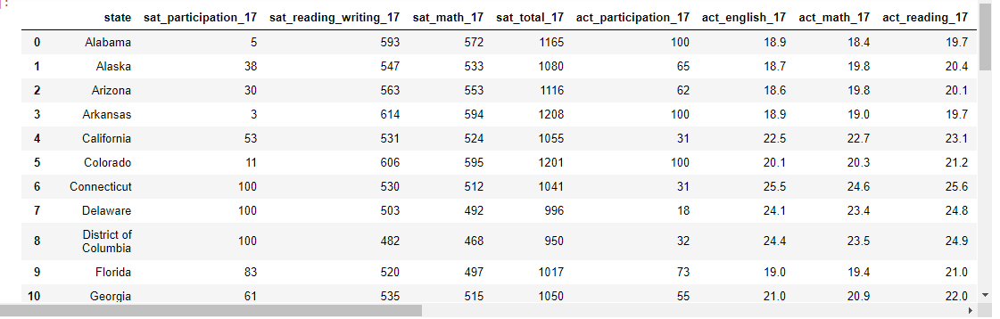 state sat_participation_17 sat_reading_writing_17 sat_math_17 sat_total_17 act_participation_17 act_english_17 act_math_17 act_reading_17
0 Alabama 5 593 572 1165 100 18.9 18.4 19.7
1 Alaska 38 547 533 1080 65 18.7 19.8 20.4
2 Arizona 30 563 553 1116 62 18.6 19.8 20.1
3 Arkansas 3 614 594 1208 100 18.9 19.0 19.7
4 California 53 531 524 1055 31 22.5 22.7 23.1
5 Colorado 11 606 595 1201 100 20.1 20.3 21.2
6 Connecticut 100 530 512 1041 31 25.5 24.6 25.6
7 Delaware 100 503 492 996 18 24.1 23.4 24.8
8 District of Columbia 100 482 468 950 32 24.4 23.5 24.9
9 Florida 83 520 497 1017 73 19.0 19.4 21.0
10 Georgia 61 535 515 1050 55 21.0 20.9 22.0